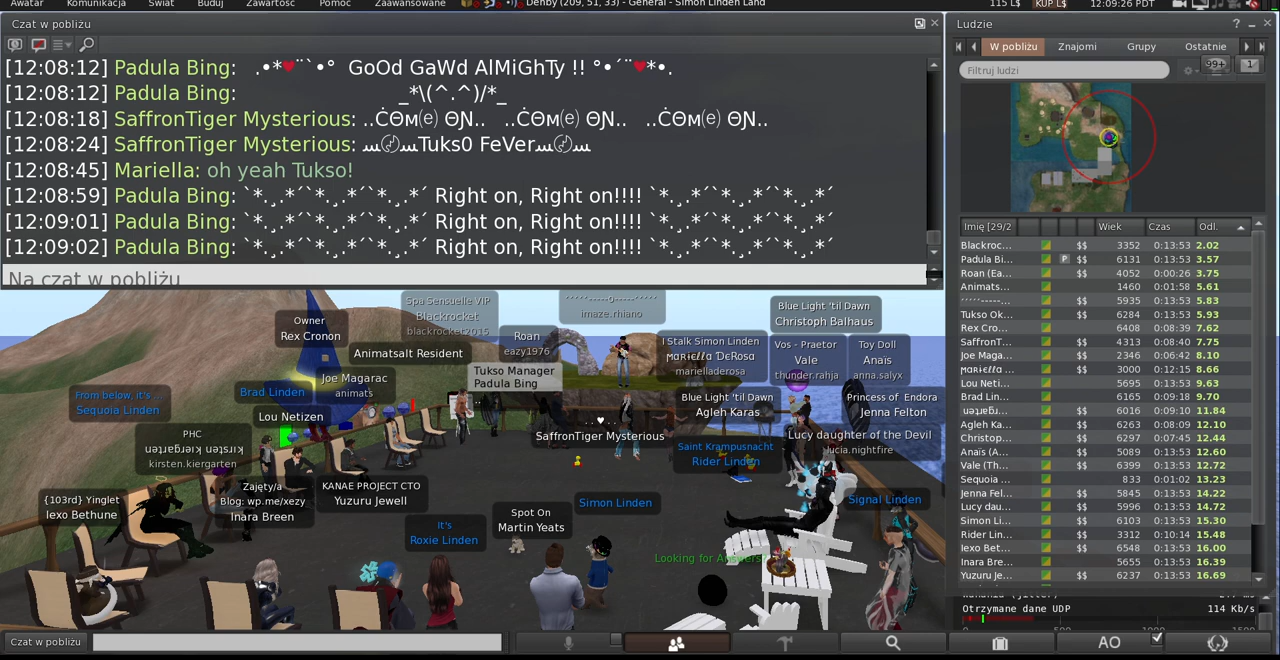 Awatar Komunikacja Świat Buduj Zawartość Pomoc Zaawansowane Denby (209, 51, 33) - General - Simon Linden Land 115 L$ KUP L$ 12:09:26 PDT
Czat w pobliżu
[12:08:12] Padula Bing: .•*♥¨`•° GoOd GaWd AlMiGhTy !! °•´¨♥*•.
[12:08:12] Padula Bing: _*\(^.^)/*_
[12:08:18] SaffronTiger Mysterious: ..ĊΘм(e) ΘƝ.. ..ĊΘм(e) ΘƝ.. ..ĊΘм(e) ΘƝ..
[12:08:24] SaffronTiger Mysterious: Tuks0 FeVer
[12:08:45] Mariella: oh yeah Tukso!
[12:08:59] Padula Bing: `*.¸.*´`*.¸.*´`*.¸.*´ Right on, Right on!!!! `*.¸.*´`*.¸.*´`*.¸.*´
[12:09:01] Padula Bing: `*.¸.*´`*.¸.*´`*.¸.*´ Right on, Right on!!!! `*.¸.*´`*.¸.*´`*.¸.*´
[12:09:02] Padula Bing: `*.¸.*´`*.¸.*´`*.¸.*´ Right on, Right on!!!! `*.¸.*´`*.¸.*´`*.¸.*´
Na czat w pobliżu
Spa Sensuelle VIP
Blackrocket
blackrocket2015
imaze.rhiano
Blue Light 'til Dawn
Christoph Balhaus
Owner
Rex Cronon
Roan
eazy1976
I Stalk Simon Linden
marielladerosa
Vos - Praetor
Vale
thunder.rahja
Toy Doll
Anais
anna.salyx
Animatsalt Resident
Tukso Manager
Padula Bing
Joe Magarac
animats
Brad Linden
From below, it's...
Sequoia Linden
Lou Netizen
Blue Light 'til Dawn
Agleh Karas
Princess of Endora
Jenna Felton
. . ♥ .
SaffronTiger Mysterious
PHC
kirsten.kiergarten
Saint Krampusnacht
Rider Linden
Lucy daughter of the Devil
lucia.nightfire
{103rd} Yinglet
Iexo Bethune
Zajęty/a
Blog: wp.me/xezy
Inara Breen
KANAE PROJECT CTO
Yuzuru Jewell
Simon Linden
Signal Linden
Spot On
Martin Yeats
It's
Roxie Linden
Looking for Answers?
Czat w pobliżu
AO
Ludzie
W pobliżu Znajomi Grupy Ostatnie
Filtruj ludzi
99+ 1
Imię [29/2 Wiek Czas Odl.
Blackroc... $$ 3352 0:13:53 2.02
Padula Bi... P $$ 6131 0:13:53 3.57
Roan (Ea... $$ 4052 0:00:26 3.75
Animats... 1460 0:01:58 5.61
´´´´´-----... $$ 5935 0:13:53 5.83
Tukso Ok... $$ 6284 0:13:53 5.93
Rex Cro... 6408 0:08:39 7.62
SaffronT... $$ 4313 0:08:40 7.75
Joe Maga... $$ 2346 0:06:42 8.10
$$ 3000 0:12:15 8.66
Lou Neti... 5695 0:13:53 9.63
Brad Lin... 6165 0:09:18 9.70
$$ 6016 0:09:10 11.84
Agleh Ka... $$ 6263 0:08:09 12.10
Christop... $$ 6297 0:07:45 12.44
Anais (A... $$ 5089 0:13:53 12.60
Vale (Th... $$ 6399 0:13:53 12.72
Sequoia ... 833 0:01:02 13.23
Jenna Fel... $$ 5845 0:13:53 14.22
Lucy dau... $$ 5996 0:13:53 14.72
Simon Li... $$ 6103 0:13:53 15.30
Rider Lin... $$ 3312 0:10:14 15.48
Iexo Bet... $$ 6548 0:13:53 16.00
Inara Bre... 5655 0:13:53 16.39
Yuzuru Je... $$ 6237 0:13:53 16.69
Otrzymane dane UDP 114 Kb/s